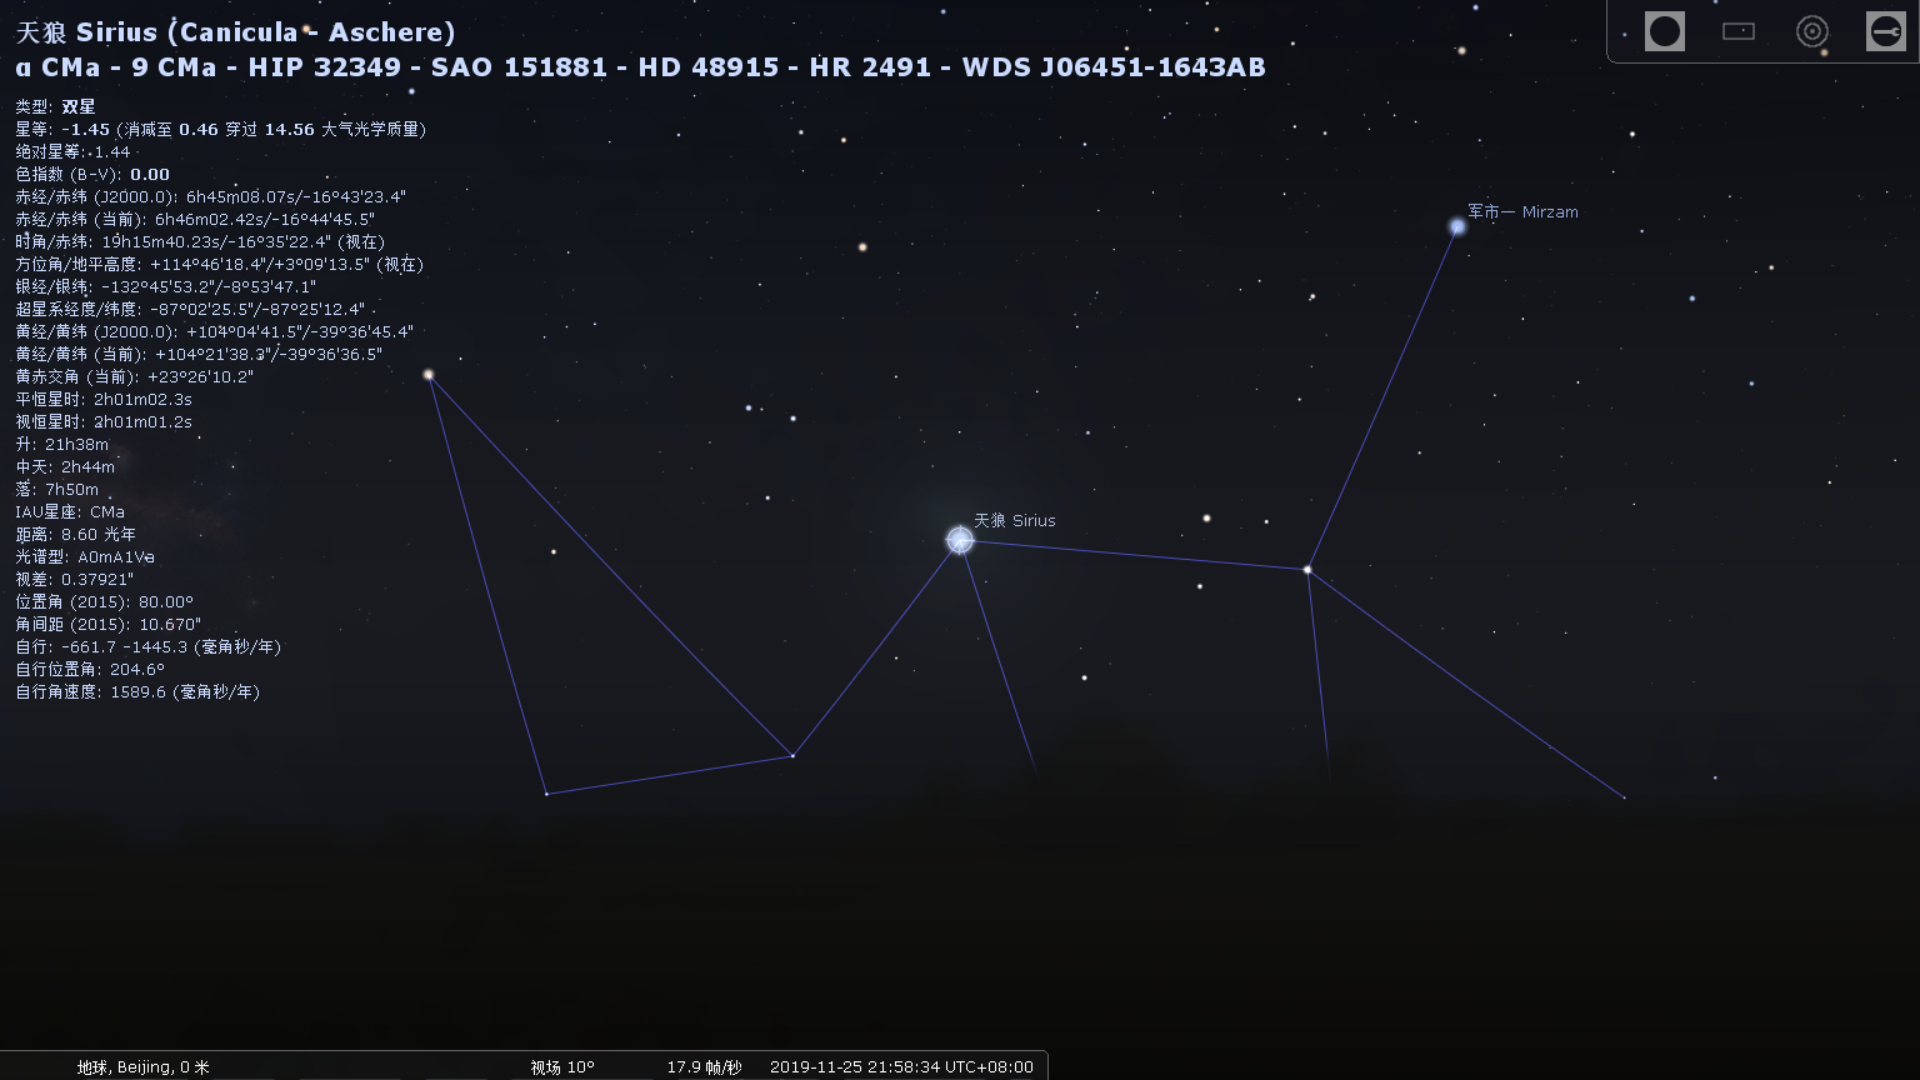 天狼 Sirius (Canicula - Aschere)
α CMa - 9 CMa - HIP 32349 - SAO 151881 - HD 48915 - HR 2491 - WDS J06451-1643AB
类型: 双星
星等: -1.45 (消减至 0.46 穿过 14.56 大气光学质量)
绝对星等: 1.44
色指数 (B-V): 0.00
赤经/赤纬 (J2000.0): 6h45m08.07s/-16°43'23.4"
赤经/赤纬 (当前): 6h46m02.42s/-16°44'45.5"
时角/赤纬: 19h15m40.23s/-16°35'22.4" (视在)
方位角/地平高度: +114°46'18.4"/+3°09'13.5" (视在)
银经/银纬: -132°45'53.2"/-8°53'47.1"
超星系经度/纬度: -87°02'25.5"/-87°25'12.4"
黄经/黄纬 (J2000.0): +104°04'41.5"/-39°36'45.4"
黄经/黄纬 (当前): +104°21'38.3"/-39°36'36.5"
黄赤交角 (当前): +23°26'10.2"
平恒星时: 2h01m02.3s
视恒星时: 2h01m01.2s
升: 21h38m
中天: 2h44m
落: 7h50m
IAU星座: CMa
距离: 8.60 光年
光谱型: A0mA1Va
视差: 0.37921"
位置角 (2015): 80.00°
角间距 (2015): 10.670"
自行: -661.7 -1445.3 (毫角秒/年)
自行位置角: 204.6°
自行角速度: 1589.6 (毫角秒/年)
军市一 Mirzam
天狼 Sirius
地球, Beijing, 0 米 视场 10° 17.9 帧/秒 2019-11-25 21:58:34 UTC+08:00